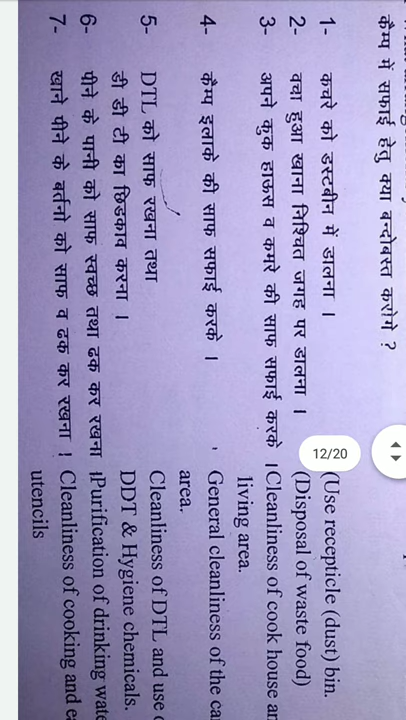 कैम्प में सफाई हेतु क्या बन्दोबस्त करोगे ?
1- कचरे को डस्टबीन में डालना । (Use recepticle (dust) bin.
2- वचा हुआ खाना निश्चित जगह पर डालना । (Disposal of waste food)
3- अपने कुक हाऊस व कमरे की साफ सफाई करके । Cleanliness of cook house
living area.
4- कैम्प इलाके की साफ सफाई करके । General cleanliness of the
area.
5- DTL को साफ रखना तथा Cleanliness of DTL and use
डी डी टी का छिडकाव करना । DDT & Hygiene chemicals.
6- पीने के पानी को साफ स्वच्छ तथा ढक कर रखना । Purification of drinking
7- खाने पीने के बर्तनो को साफ व ढक कर रखना । Cleanliness of cooking and
utencils
12/20